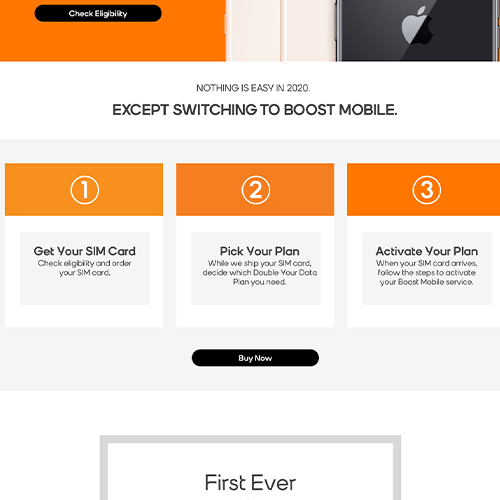 Check Eligibility
NOTHING IS EASY IN 2020.
EXCEPT SWITCHING TO BOOST MOBILE.
1
2
3
Get Your SIM Card
Check eligibility and order
your SIM card.
Pick Your Plan
While we ship your SIM card,
decide which Double Your Data
Plan you need.
Activate Your Plan
When your SIM card arrives,
follow the steps to activate
your Boost Mobile service.
Buy Now
First Ever